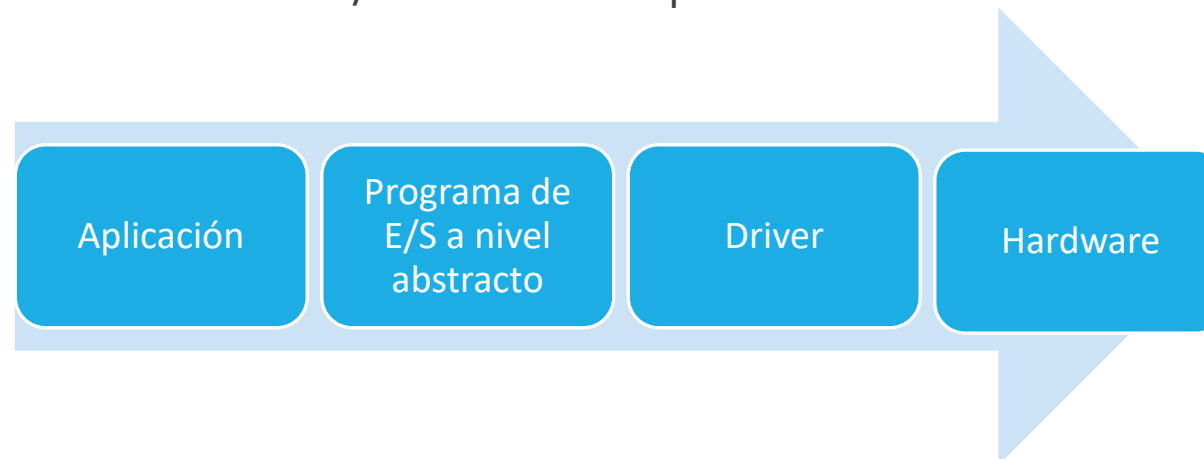 Aplicación
Programa de
E/S a nivel
abstracto
Driver
Hardware